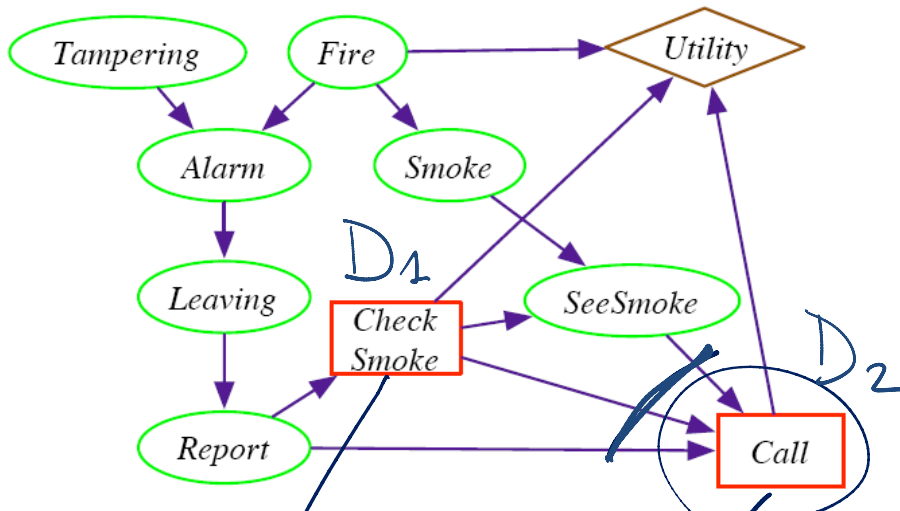 Tampering
Fire
Utility
Alarm
Smoke
D1
Leaving
Check
Smoke
SeeSmoke
D2
Report
Call